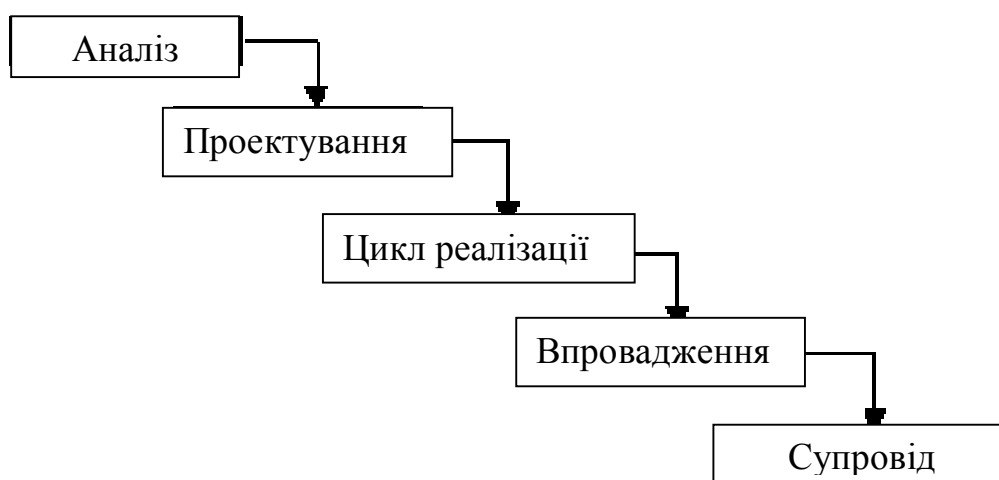 Аналіз
Проектування
Цикл реалізації
Впровадження
Супровід